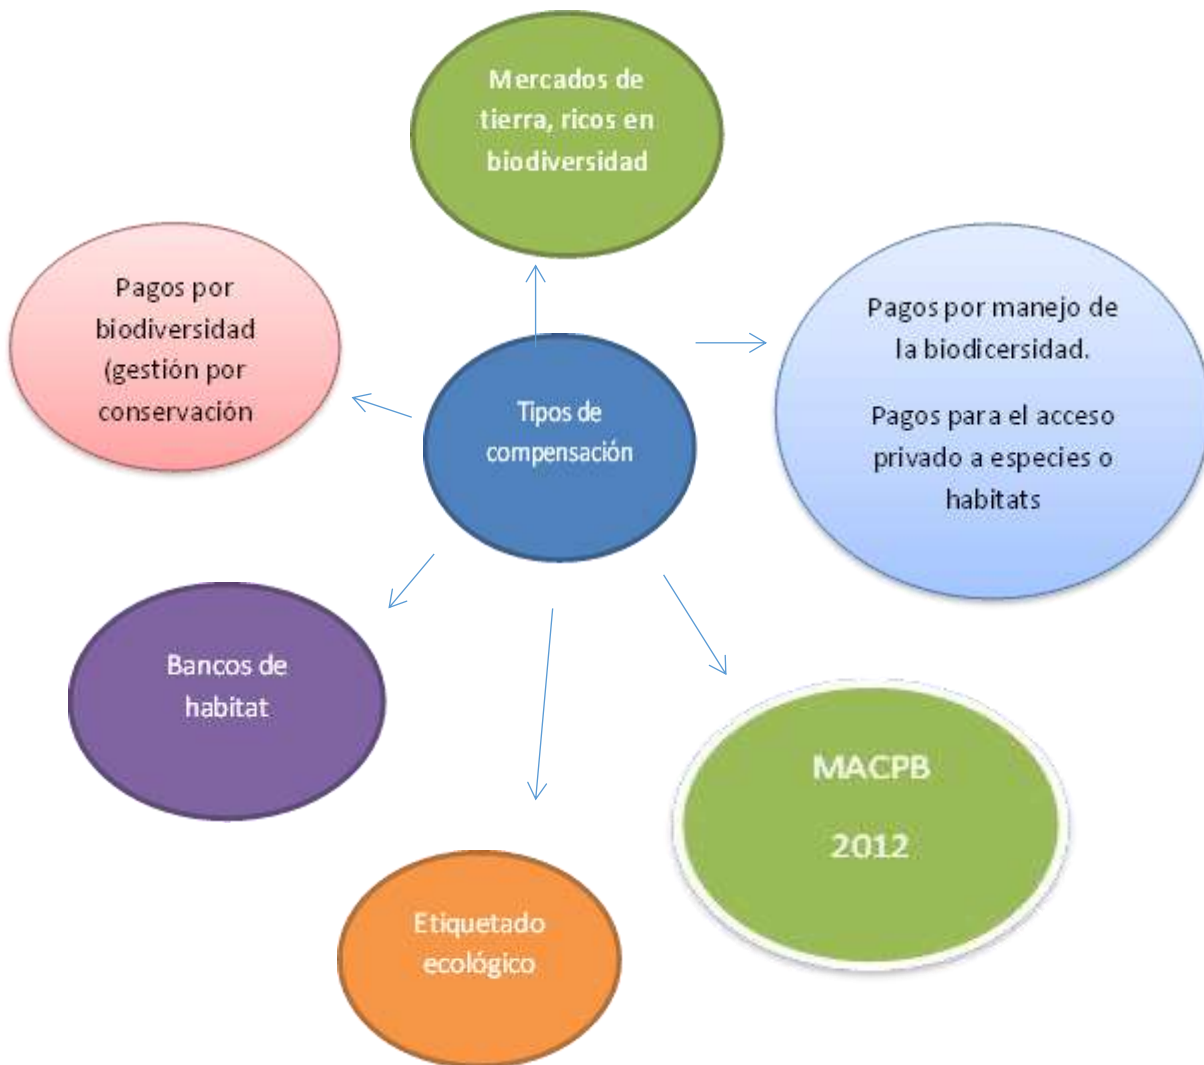 Mercados de
tierra, ricos en
biodiversidad
Pagos por
biodiversidad
(gestión por
conservación
Pagos por manejo de
la biodicersidad.
Pagos para el acceso
privado a especies o
habitats
Tipos de
compensación
Bancos de
habitat
MACPB
2012
Etiquetado
ecológico